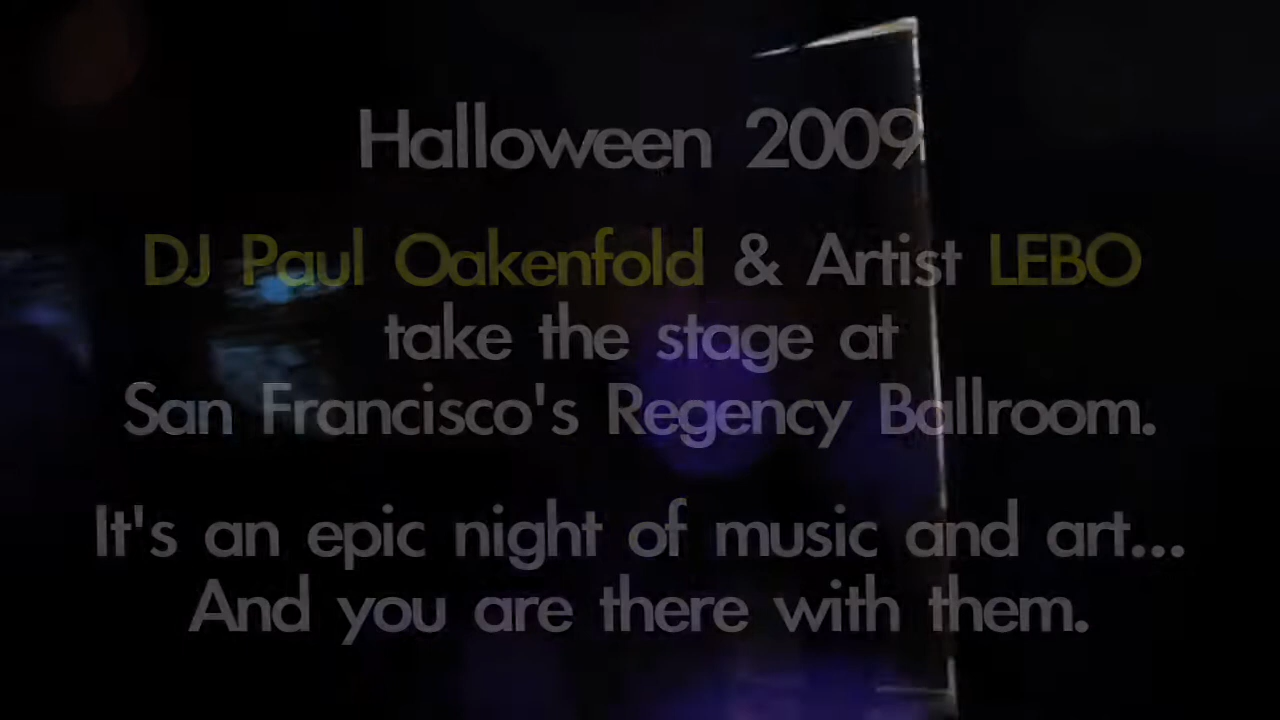 Halloween 2009
DJ Paul Oakenfold & Artist LEBO
take the stage at
San Francisco's Regency Ballroom.
It's an epic night of music and art...
And you are there with them.